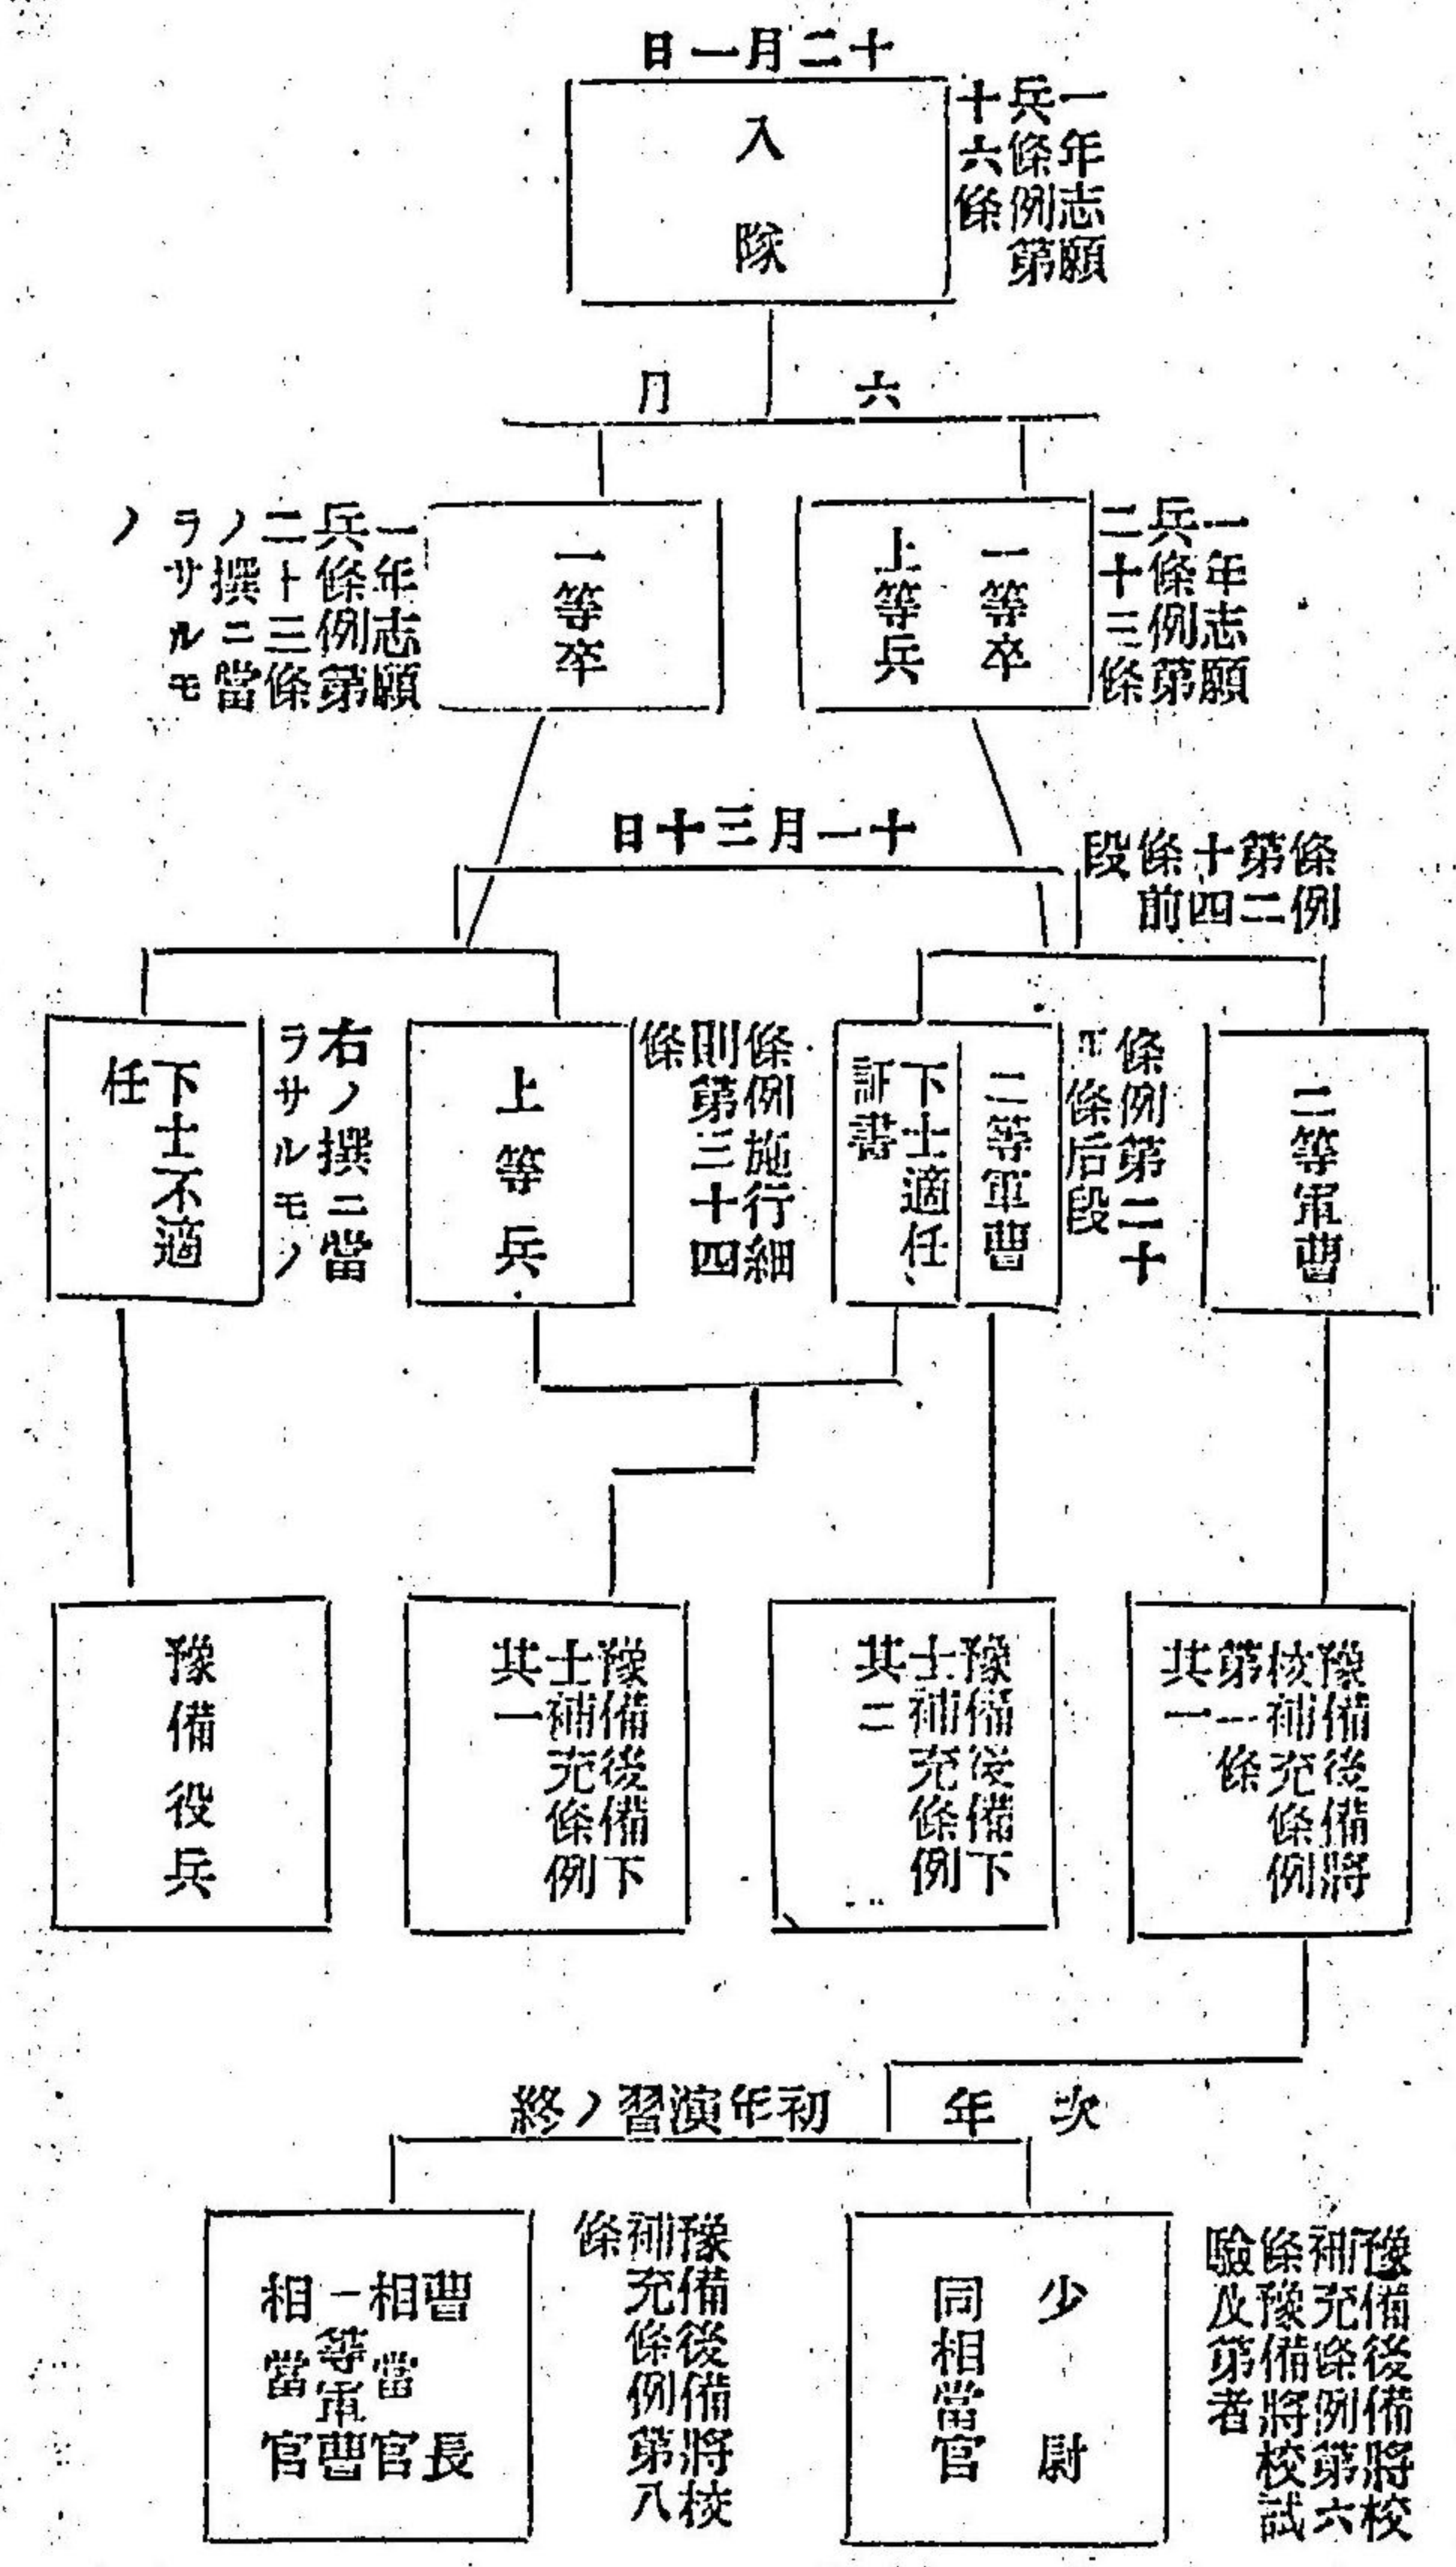 十二月一日
一年志願
兵條例第
十六條
入隊
六月
一年志願
兵條例第
二十三條
一等卒
上等兵
一等卒
一年志願
兵條例第
二十三條
ノ撰ニ當
ラサルモ
ノ
十一月三十日
條例
第二
十四
條前
段
二等軍曹
條例第二十
條后段
二等軍曹
下士適任
証書
條例施行細
則第三十四
條
上等兵
右ノ撰ニ當
ラサルモノ
下士不適
任
豫備後備將
校補充條例
第一條
其一
豫備後備下
士補充條例
其二
豫備後備下
士補充條例
其一
豫備役兵
次年
初年演習ノ終
豫備後備將校
補充條例第六
條豫備將校試
驗及第者
少尉
同相當官
豫備後備將校
補充條例第八
條
曹長
相當官
一等軍曹
相當官